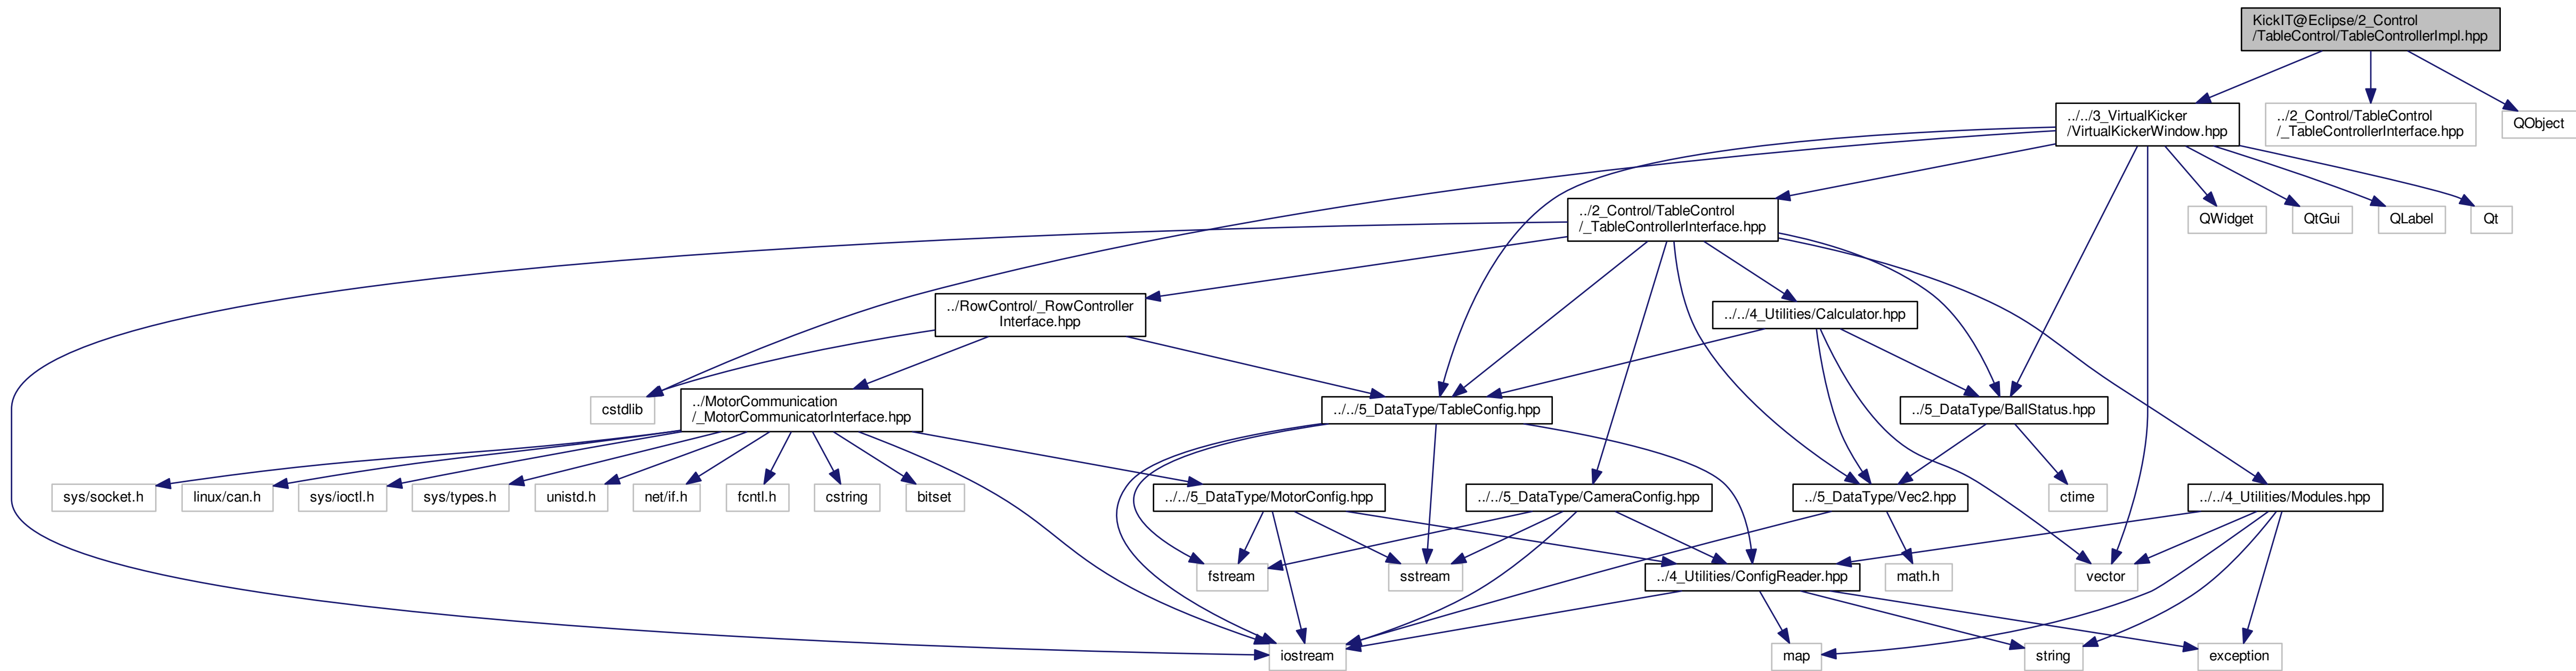 KickIT@Eclipse/2_Control
/TableControl/TableControllerImpl.hpp
../../3_VirtualKicker
/VirtualKickerWindow.hpp
../2_Control/TableControl
/_TableControllerInterface.hpp
QObject
../2_Control/TableControl
/_TableControllerInterface.hpp
QWidget
QtGui
QLabel
Qt
../RowControl/_RowController
Interface.hpp
../../4_Utilities/Calculator.hpp
cstdlib
../MotorCommunication
/_MotorCommunicatorInterface.hpp
../../5_DataType/TableConfig.hpp
../5_DataType/BallStatus.hpp
sys/socket.h
linux/can.h
sys/ioctl.h
sys/types.h
unistd.h
net/if.h
fcntl.h
cstring
bitset
../../5_DataType/MotorConfig.hpp
../../5_DataType/CameraConfig.hpp
../5_DataType/Vec2.hpp
ctime
../../4_Utilities/Modules.hpp
fstream
sstream
../4_Utilities/ConfigReader.hpp
math.h
vector
iostream
map
string
exception